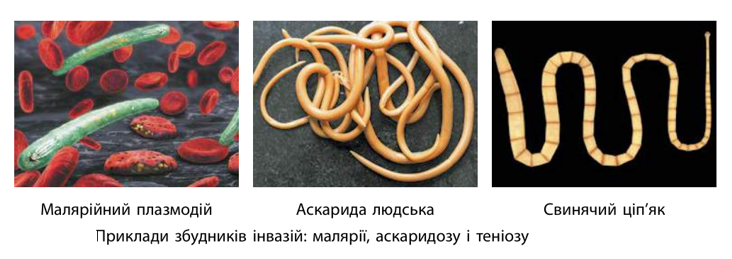 Малярійний плазмодій
Аскарида людська
Свинячий ціп'як
Приклади збудників інвазій: малярії, аскаридозу і теніозу